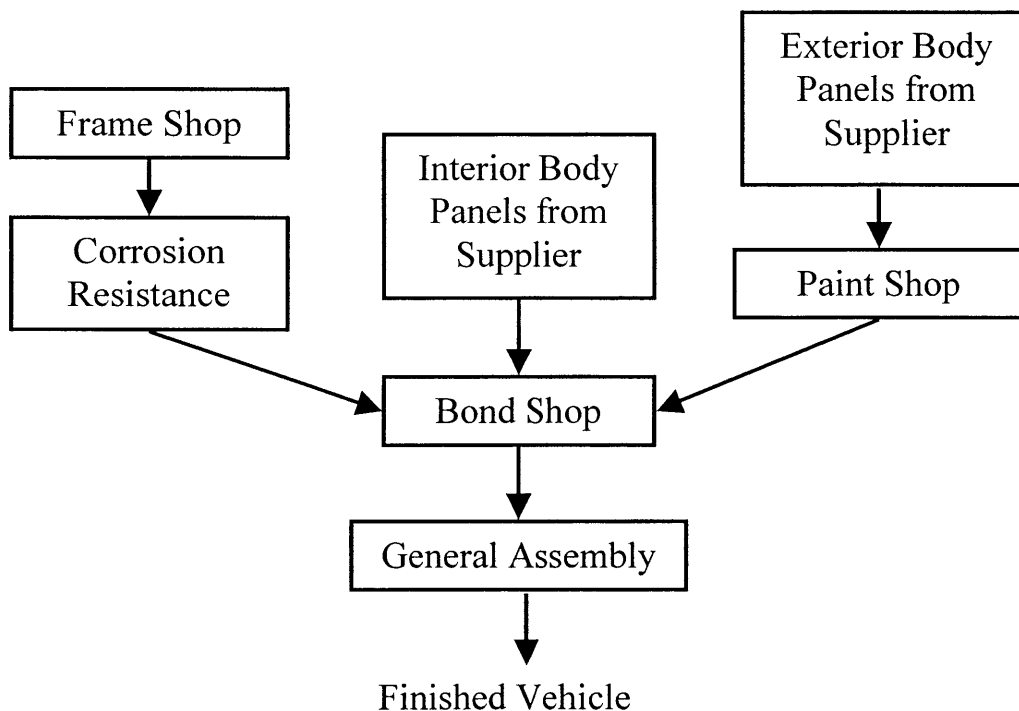 Frame Shop
Corrosion
Resistance
Interior Body
Panels from
Supplier
Exterior Body
Panels from
Supplier
Paint Shop
Bond Shop
General Assembly
Finished Vehicle